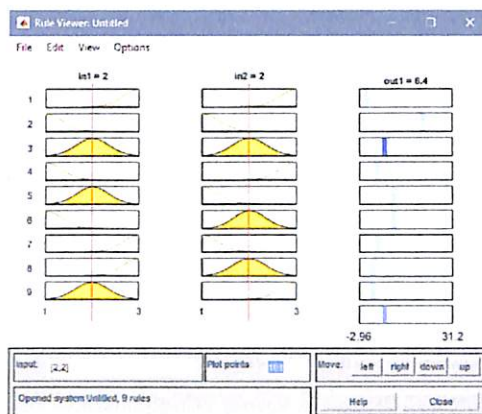 Rule Viewer: Untitled
File Edit View Options
in1 = 2 in2 = 2 out1 = 6.4
1
2
3
4
5
6
7
8
9
1 3 1 3
-2.96 31.2
Input: [2,2] Plot points: 101 Move: left right down up
Opened system Untitled, 9 rules Help Close